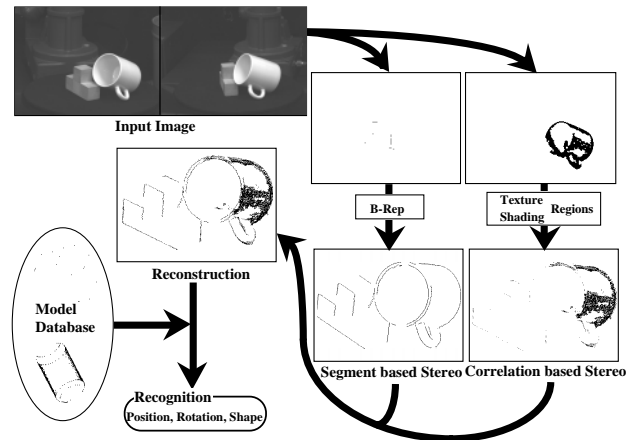 Input Image
B-Rep
Texture
Shading
Regions
Reconstruction
Model
Database
Segment based Stereo
Correlation based Stereo
Recognition
Position, Rotation, Shape